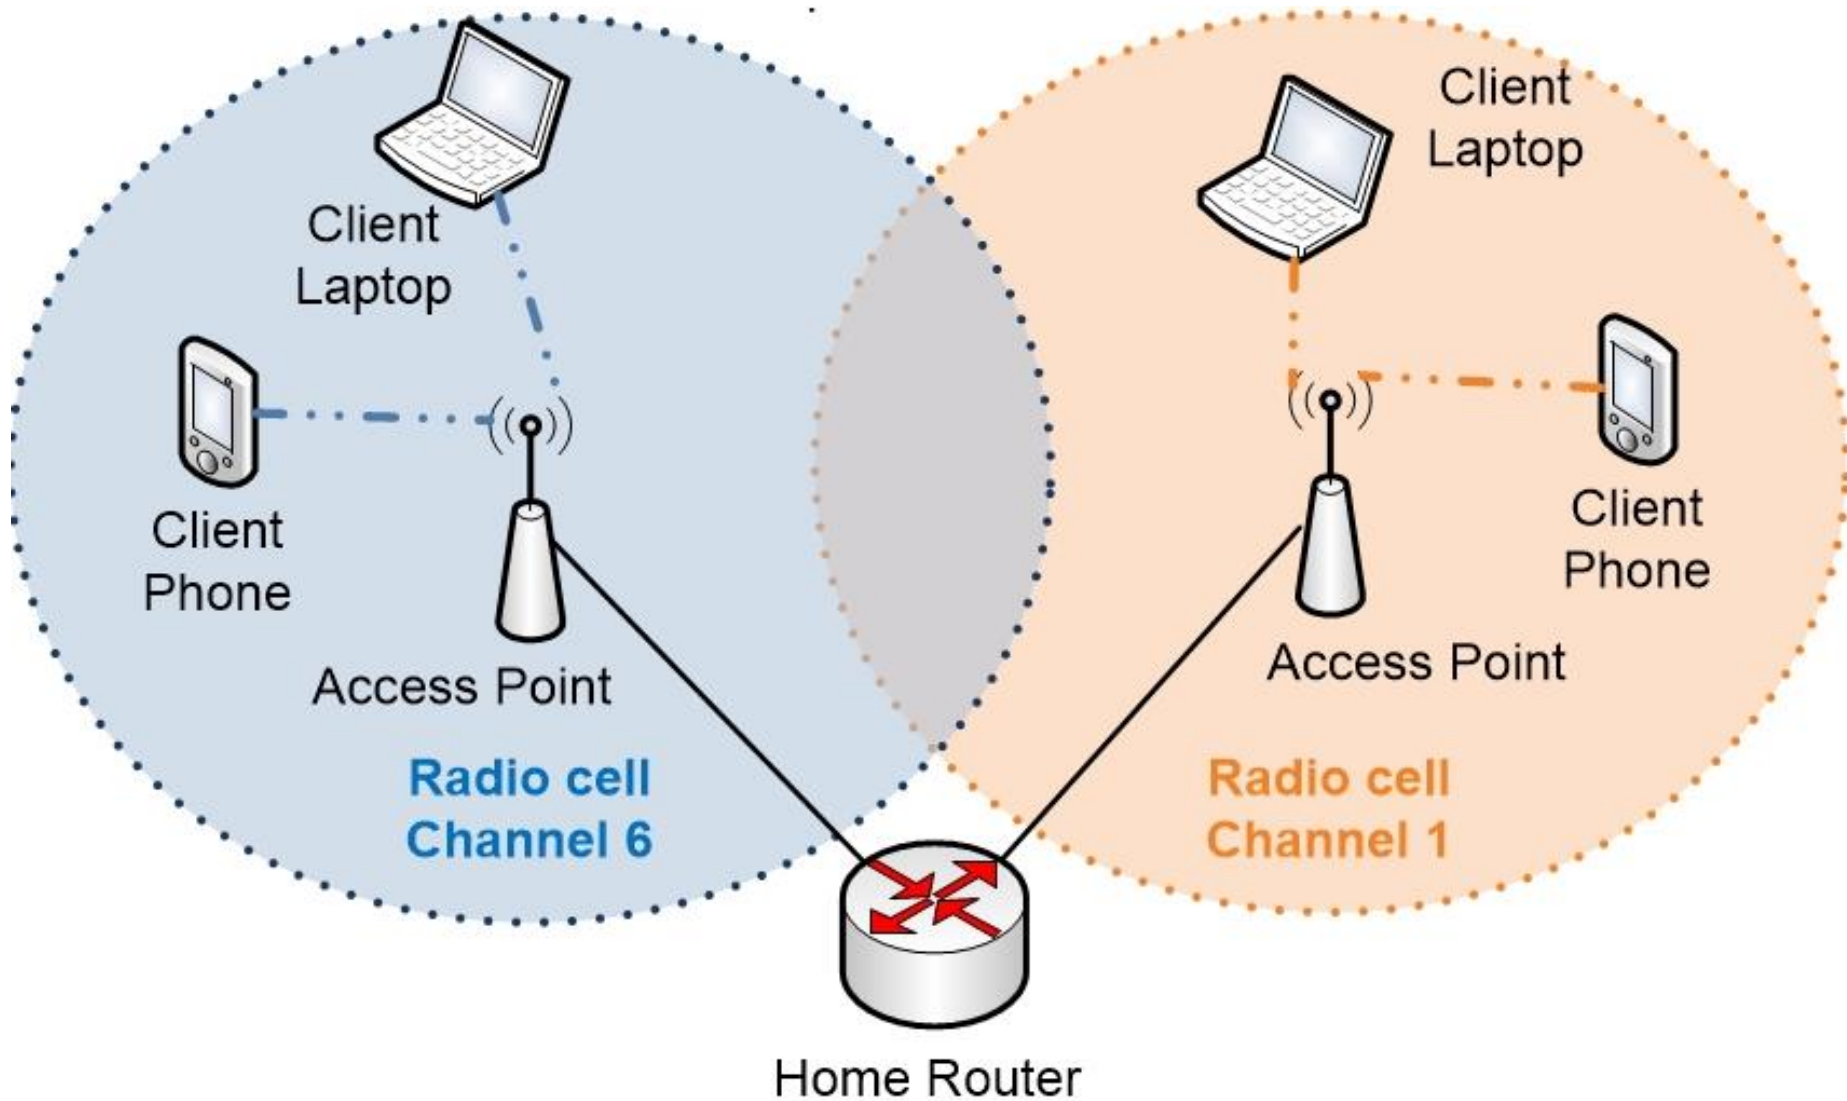 Client
Laptop
Client
Phone
Access Point
Radio cell
Channel 6
Client
Laptop
Client
Phone
Access Point
Radio cell
Channel 1
Home Router